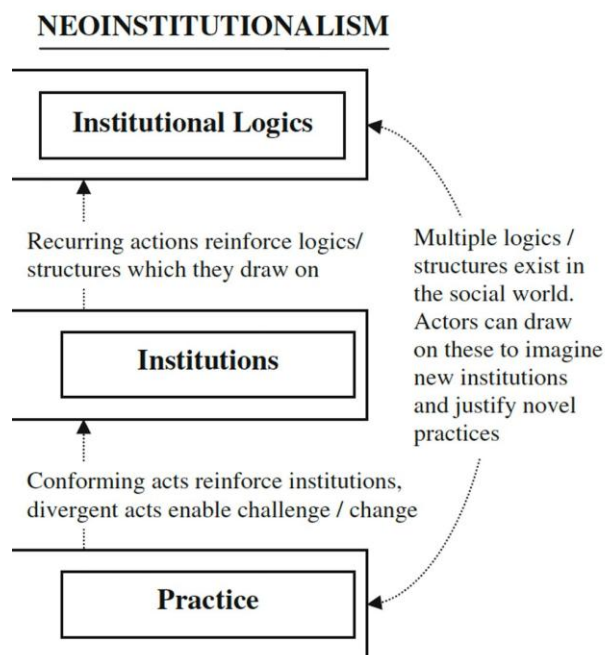 NEOINSTITUTIONALISM
Institutional Logics
Recurring actions reinforce logics/
structures which they draw on
Multiple logics /
structures exist in
the social world.
Actors can draw
on these to imagine
new institutions
and justify novel
practices
Institutions
Conforming acts reinforce institutions,
divergent acts enable challenge / change
Practice